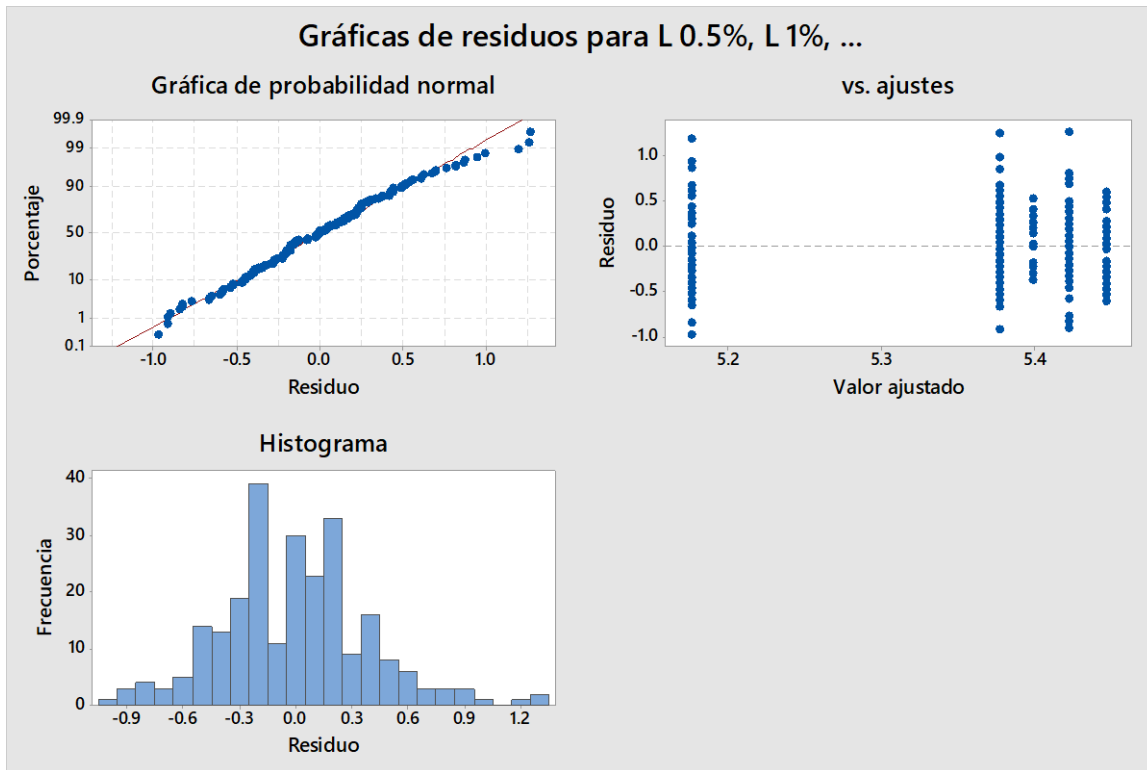 Gráficas de residuos para L 0.5%, L 1%, ...
Gráfica de probabilidad normal
99.9
99
90
50
10
1
0.1
Porcentaje
-1.0 -0.5 0.0 0.5 1.0
Residuo
vs. ajustes
1.0
0.5
0.0
-0.5
-1.0
Residuo
5.2 5.3 5.4
Valor ajustado
Histograma
40
30
20
10
0
Frecuencia
-0.9 -0.6 -0.3 0.0 0.3 0.6 0.9 1.2
Residuo